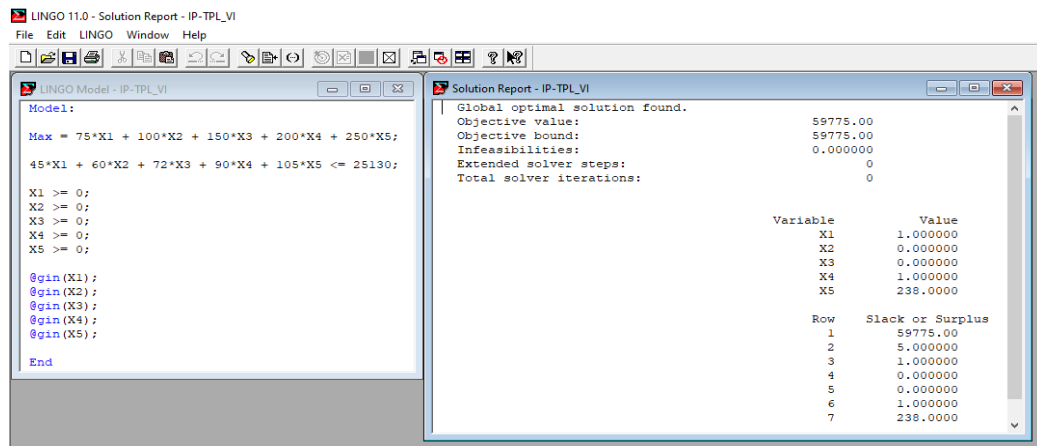 LINGO 11.0 - Solution Report - IP-TPL_VI
File Edit LINGO Window Help
LINGO Model - IP-TPL_VI
Model:
Max = 75*X1 + 100*X2 + 150*X3 + 200*X4 + 250*X5;
45*X1 + 60*X2 + 72*X3 + 90*X4 + 105*X5 <= 25130;
X1 >= 0;
X2 >= 0;
X3 >= 0;
X4 >= 0;
X5 >= 0;
@gin(X1);
@gin(X2);
@gin(X3);
@gin(X4);
@gin(X5);
End
Solution Report - IP-TPL_VI
Global optimal solution found.
Objective value: 59775.00
Objective bound: 59775.00
Infeasibilities: 0.000000
Extended solver steps: 0
Total solver iterations: 0
Variable Value
X1 1.000000
X2 0.000000
X3 0.000000
X4 1.000000
X5 238.0000
Row Slack or Surplus
1 59775.00
2 5.000000
3 1.000000
4 0.000000
5 0.000000
6 1.000000
7 238.0000